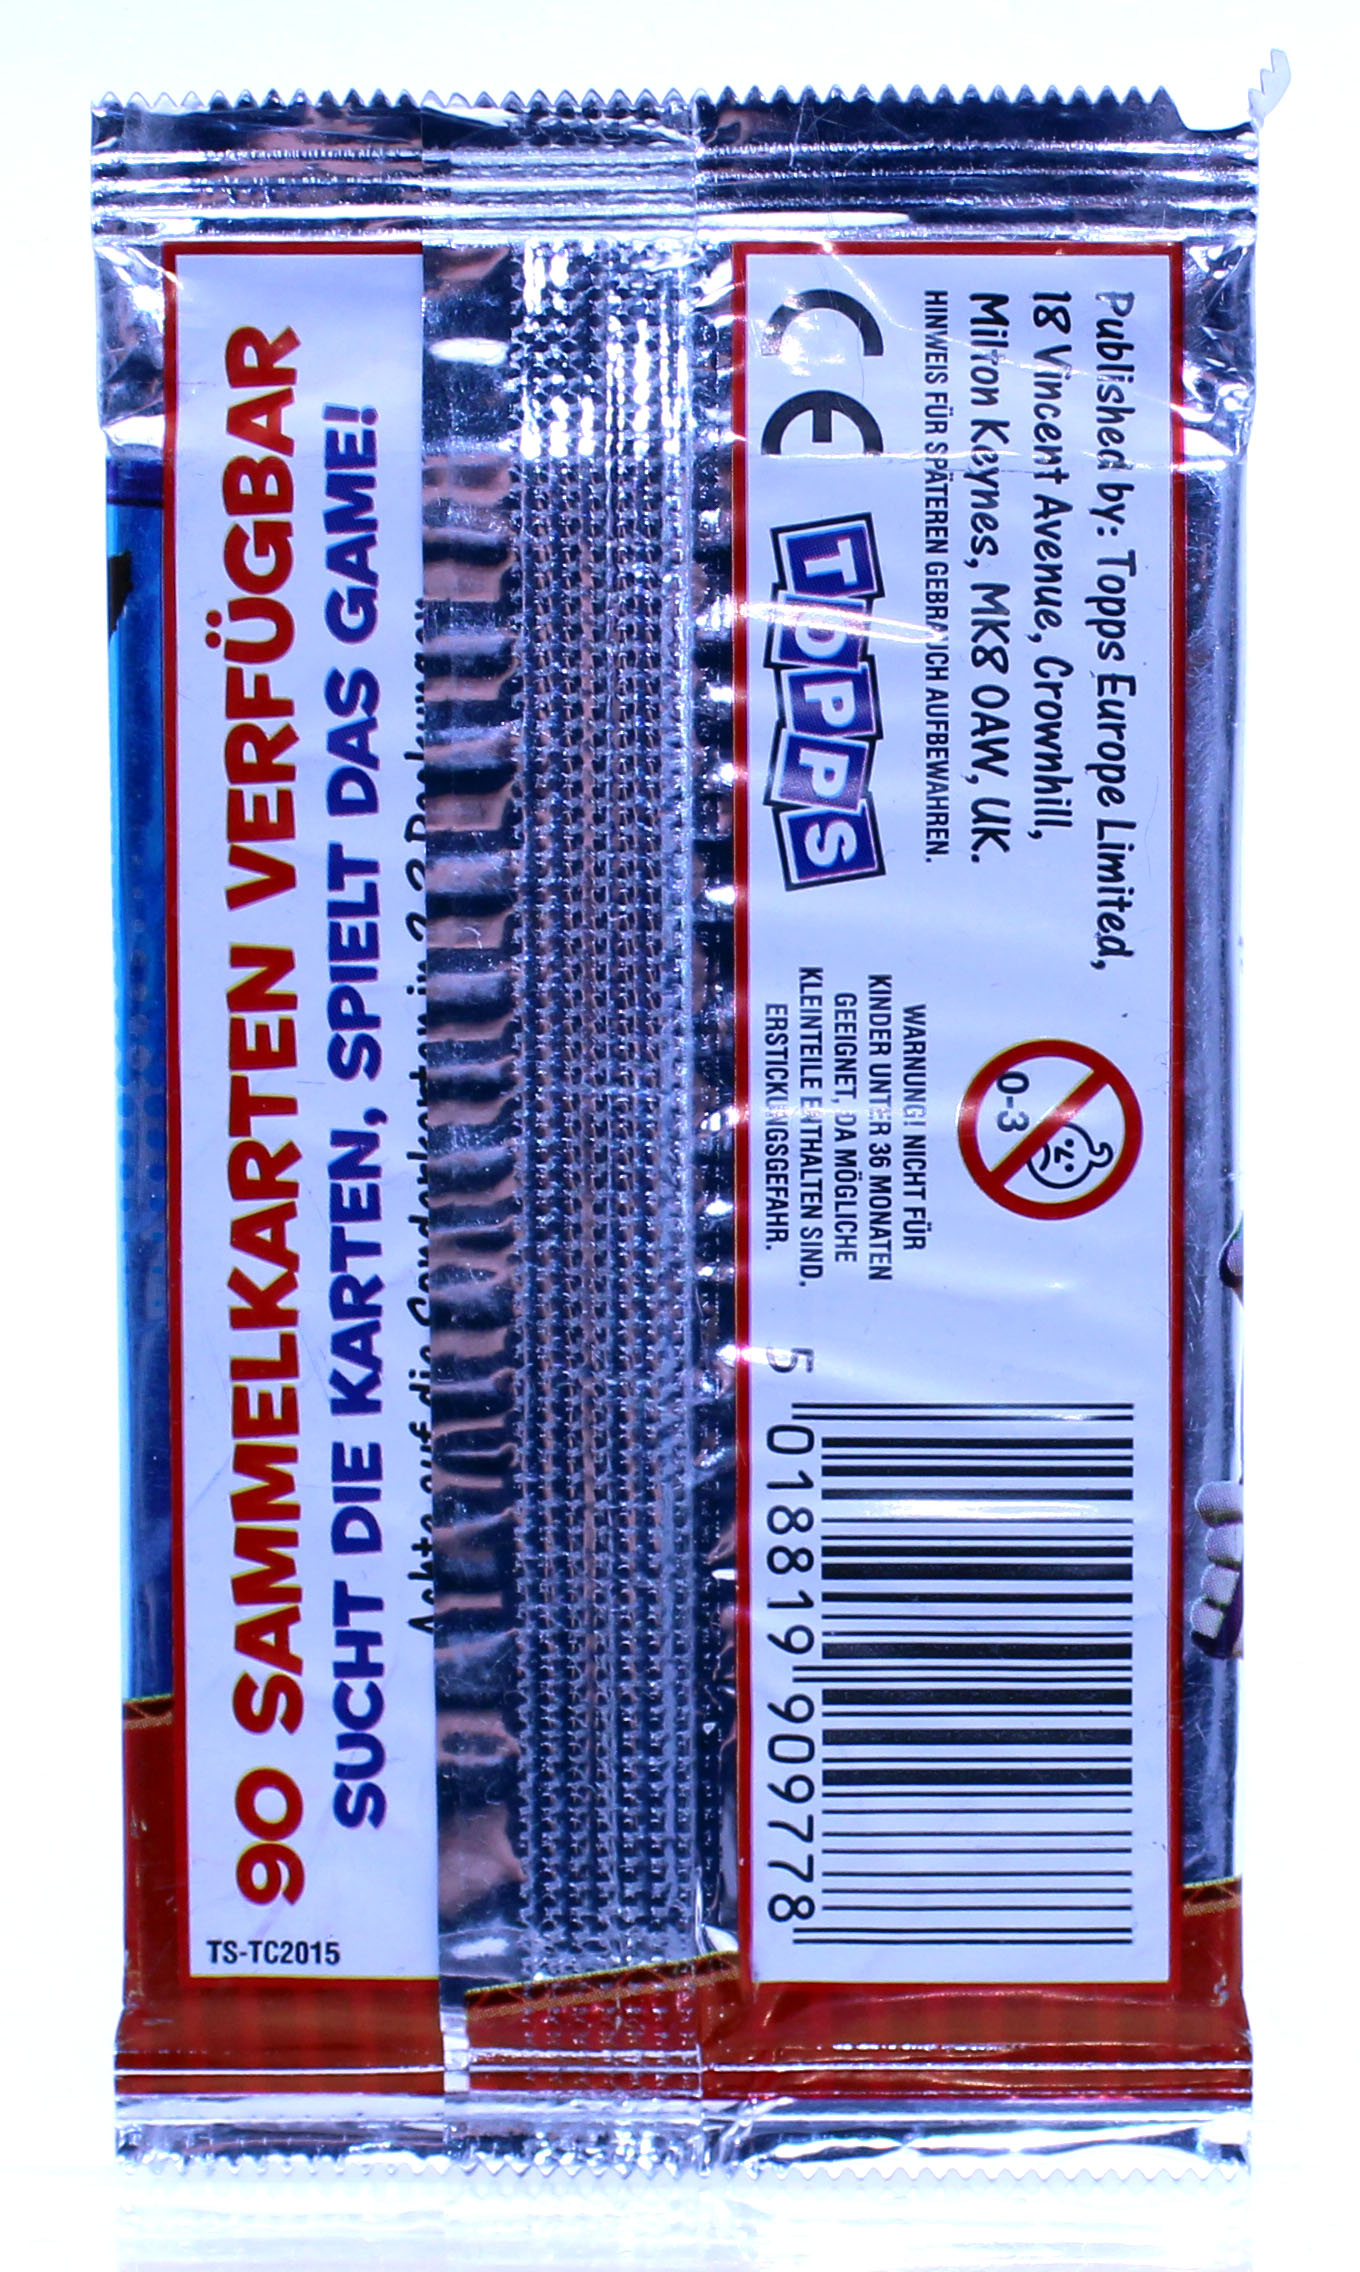 90 SAMMELKARTEN VERFÜGBAR
SUCHT DIE KARTEN, SPIELT DAS GAME!
TS-TC2015
Published by: Topps Europe Limited,
18 Vincent Avenue, Crownhill,
Milton Keynes, MK8 0AW, UK.
HINWEIS FÜR SPÄTEREN GEBRAUCH AUFBEWAHREN.
CE
TOPPS
0-3
WARNUNG! NICHT FÜR
KINDER UNTER 36 MONATEN
GEEIGNET, DA MÖGLICHE
KLEINTEILE ENTHALTEN SIND.
ERSTICKUNGSGEFAHR.
5 018819 909778